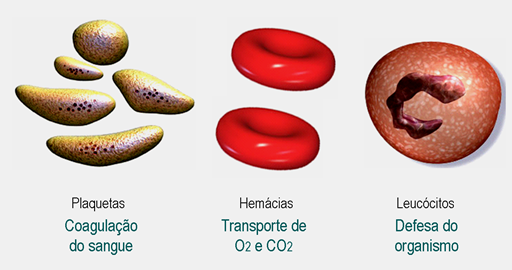 Plaquetas
Coagulação
do sangue
Hemácias
Transporte de
O2 e CO2
Leucócitos
Defesa do
organismo